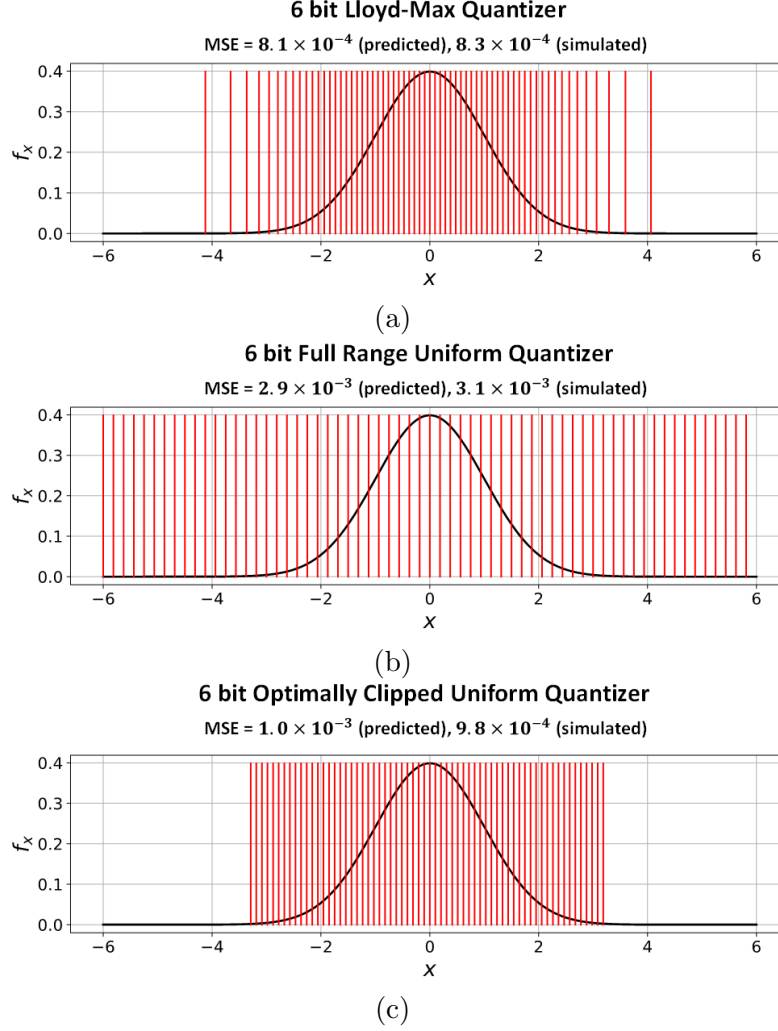 6 bit Lloyd-Max Quantizer
MSE = 8.1 × 10⁻⁴ (predicted), 8.3 × 10⁻⁴ (simulated)
0.4
0.3
0.2
0.1
0.0
fₓ
−6 −4 −2 0 2 4 6
x
(a)
6 bit Full Range Uniform Quantizer
MSE = 2.9 × 10⁻³ (predicted), 3.1 × 10⁻³ (simulated)
0.4
0.3
0.2
0.1
0.0
fₓ
−6 −4 −2 0 2 4 6
x
(b)
6 bit Optimally Clipped Uniform Quantizer
MSE = 1.0 × 10⁻³ (predicted), 9.8 × 10⁻⁴ (simulated)
0.4
0.3
0.2
0.1
0.0
fₓ
−6 −4 −2 0 2 4 6
x
(c)